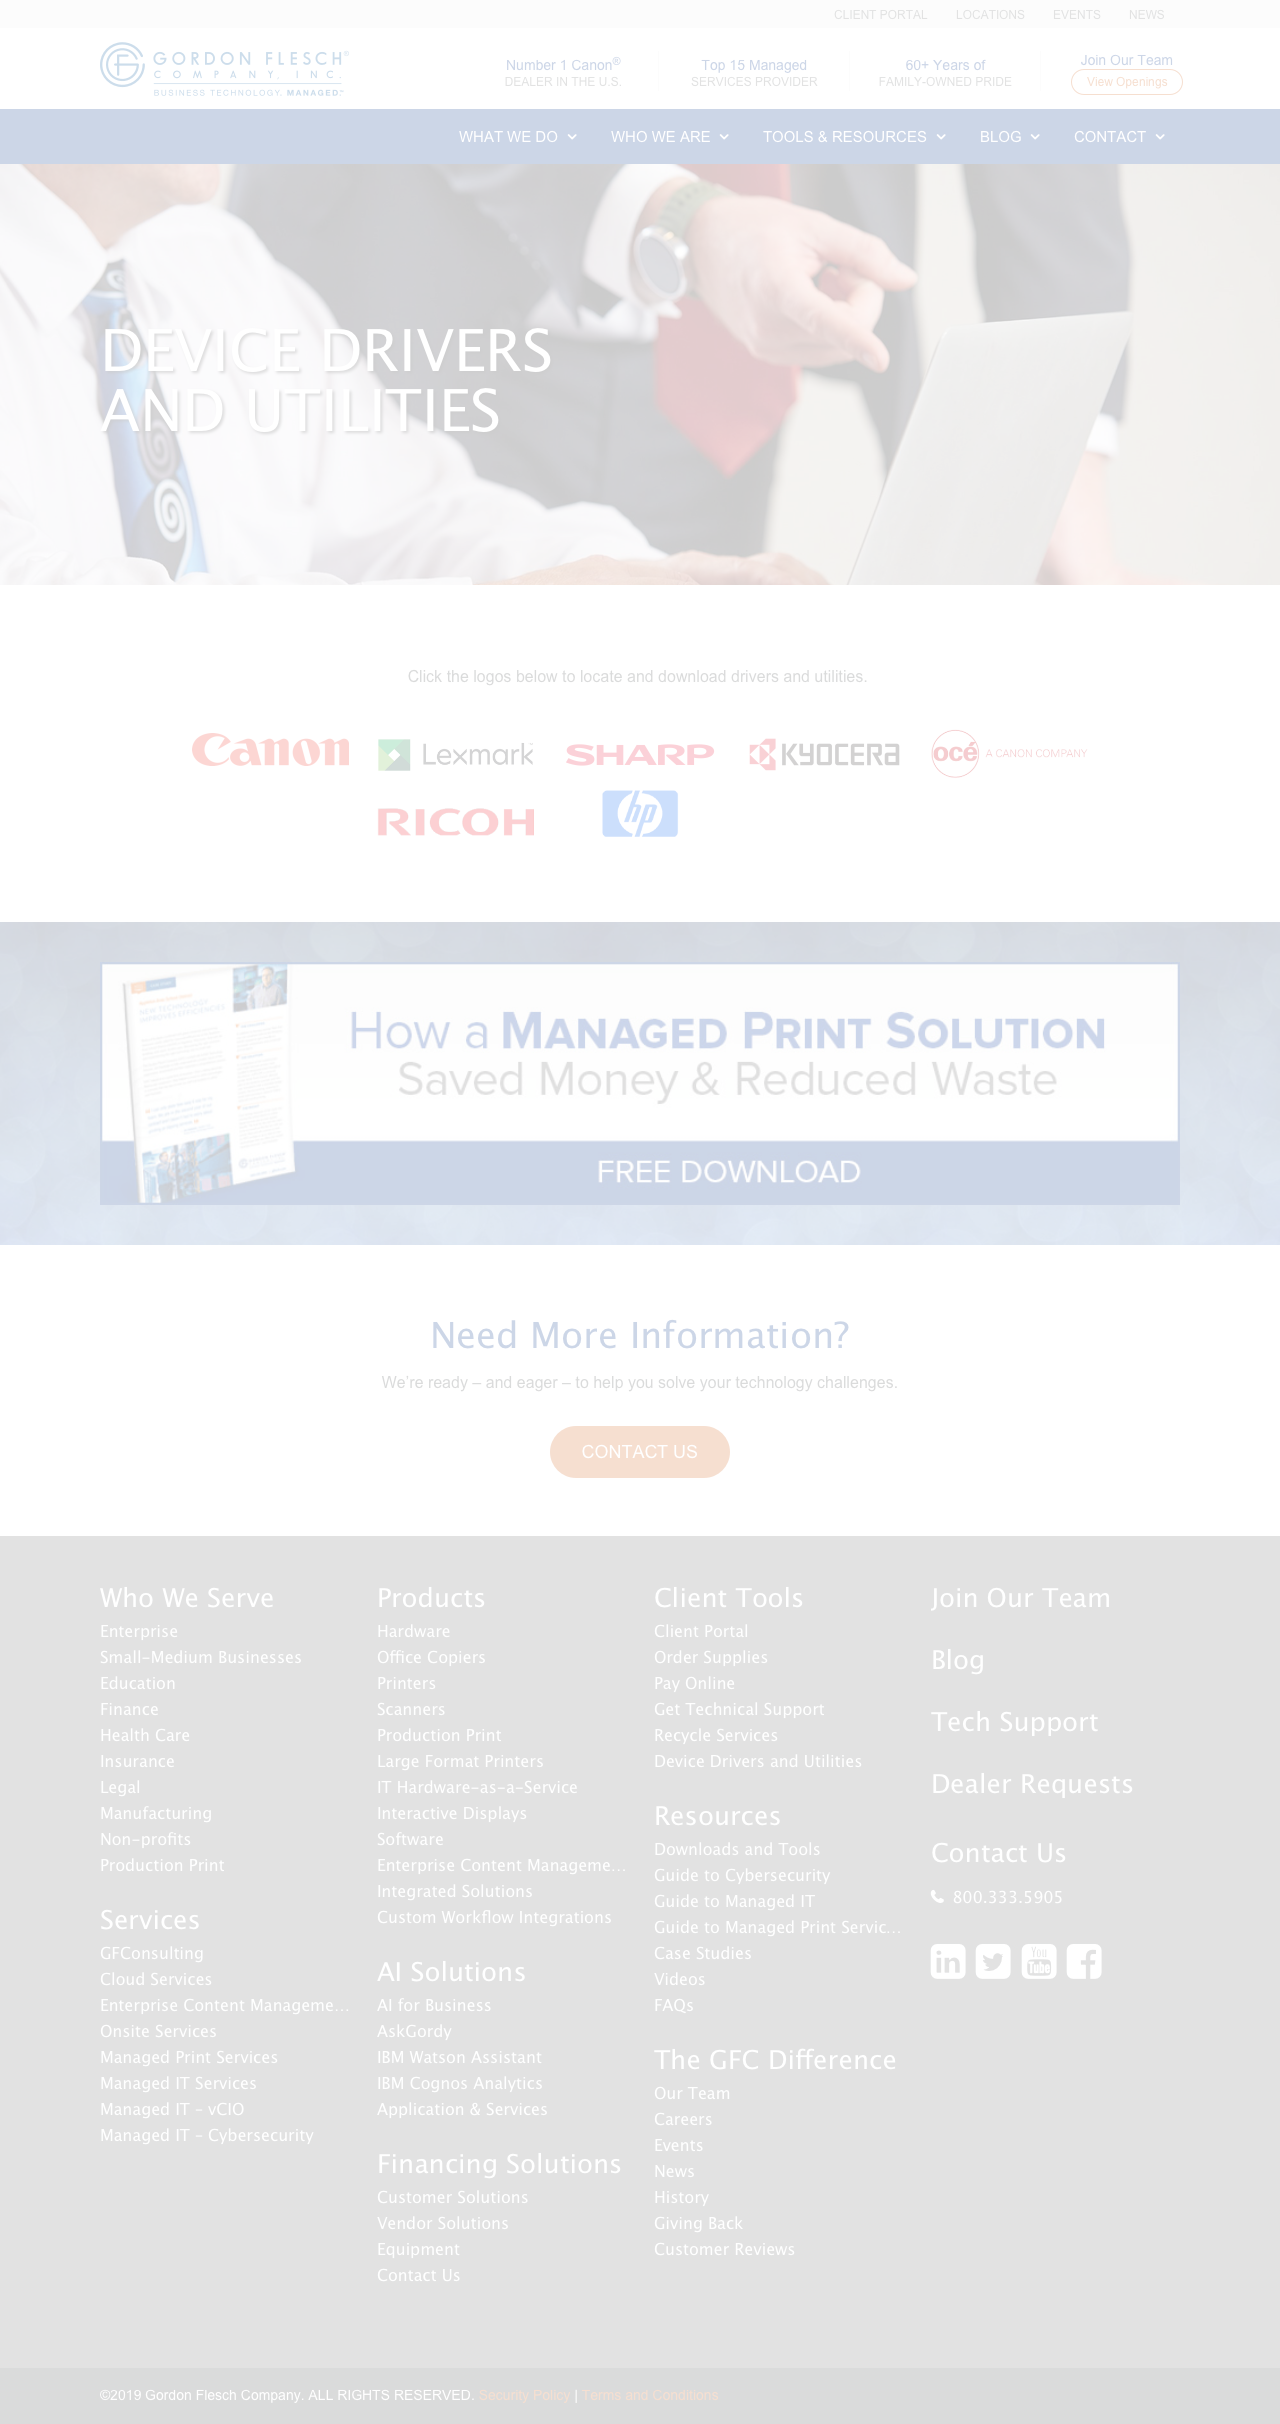 CLIENT PORTAL LOCATIONS EVENTS NEWS
GORDON FLESCH®
COMPANY, INC.
BUSINESS TECHNOLOGY. MANAGED.
Number 1 Canon®
DEALER IN THE U.S.
Top 15 Managed
SERVICES PROVIDER
60+ Years of
FAMILY-OWNED PRIDE
Join Our Team
View Openings
WHAT WE DO WHO WE ARE TOOLS & RESOURCES BLOG CONTACT
DEVICE DRIVERS
AND UTILITIES
Click the logos below to locate and download drivers and utilities.
Canon Lexmark SHARP KYOCERA océ A CANON COMPANY
RICOH hp
NEW TECHNOLOGY
IMPROVES EFFICIENCIES
How a MANAGED PRINT SOLUTION
Saved Money & Reduced Waste
FREE DOWNLOAD
Need More Information?
We're ready – and eager – to help you solve your technology challenges.
CONTACT US
Who We Serve
Enterprise
Small-Medium Businesses
Education
Finance
Health Care
Insurance
Legal
Manufacturing
Non-profits
Production Print
Services
GFConsulting
Cloud Services
Enterprise Content Manageme...
Onsite Services
Managed Print Services
Managed IT Services
Managed IT - vCIO
Managed IT - Cybersecurity
Products
Hardware
Office Copiers
Printers
Scanners
Production Print
Large Format Printers
IT Hardware-as-a-Service
Interactive Displays
Software
Enterprise Content Manageme...
Integrated Solutions
Custom Workflow Integrations
AI Solutions
AI for Business
AskGordy
IBM Watson Assistant
IBM Cognos Analytics
Application & Services
Financing Solutions
Customer Solutions
Vendor Solutions
Equipment
Contact Us
Client Tools
Client Portal
Order Supplies
Pay Online
Get Technical Support
Recycle Services
Device Drivers and Utilities
Resources
Downloads and Tools
Guide to Cybersecurity
Guide to Managed IT
Guide to Managed Print Servic...
Case Studies
Videos
FAQs
The GFC Difference
Our Team
Careers
Events
News
History
Giving Back
Customer Reviews
Join Our Team
Blog
Tech Support
Dealer Requests
Contact Us
800.333.5905
in You Tube f
©2019 Gordon Flesch Company. ALL RIGHTS RESERVED. Security Policy | Terms and Conditions